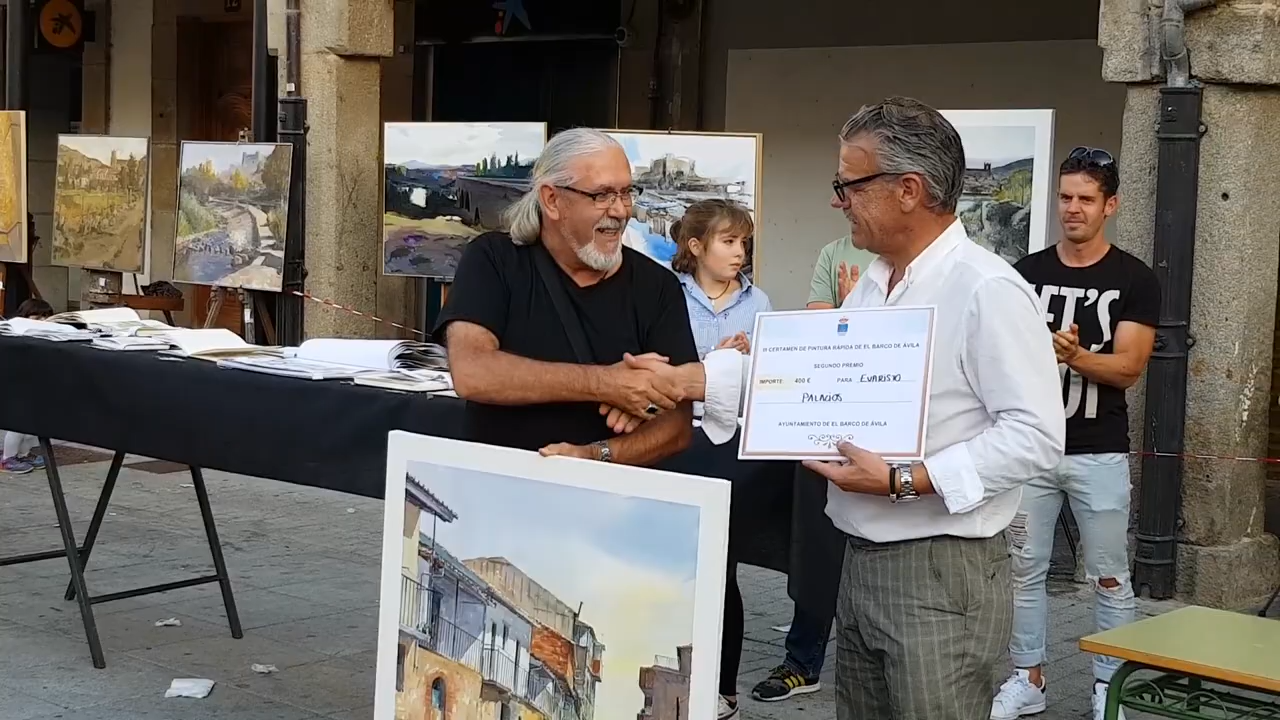 III CERTAMEN DE PINTURA RÁPIDA DE EL BARCO DE ÁVILA
SEGUNDO PREMIO
IMPORTE: 400 € PARA EVARISTO
PALACIOS
AYUNTAMIENTO DE EL BARCO DE ÁVILA
LET'S